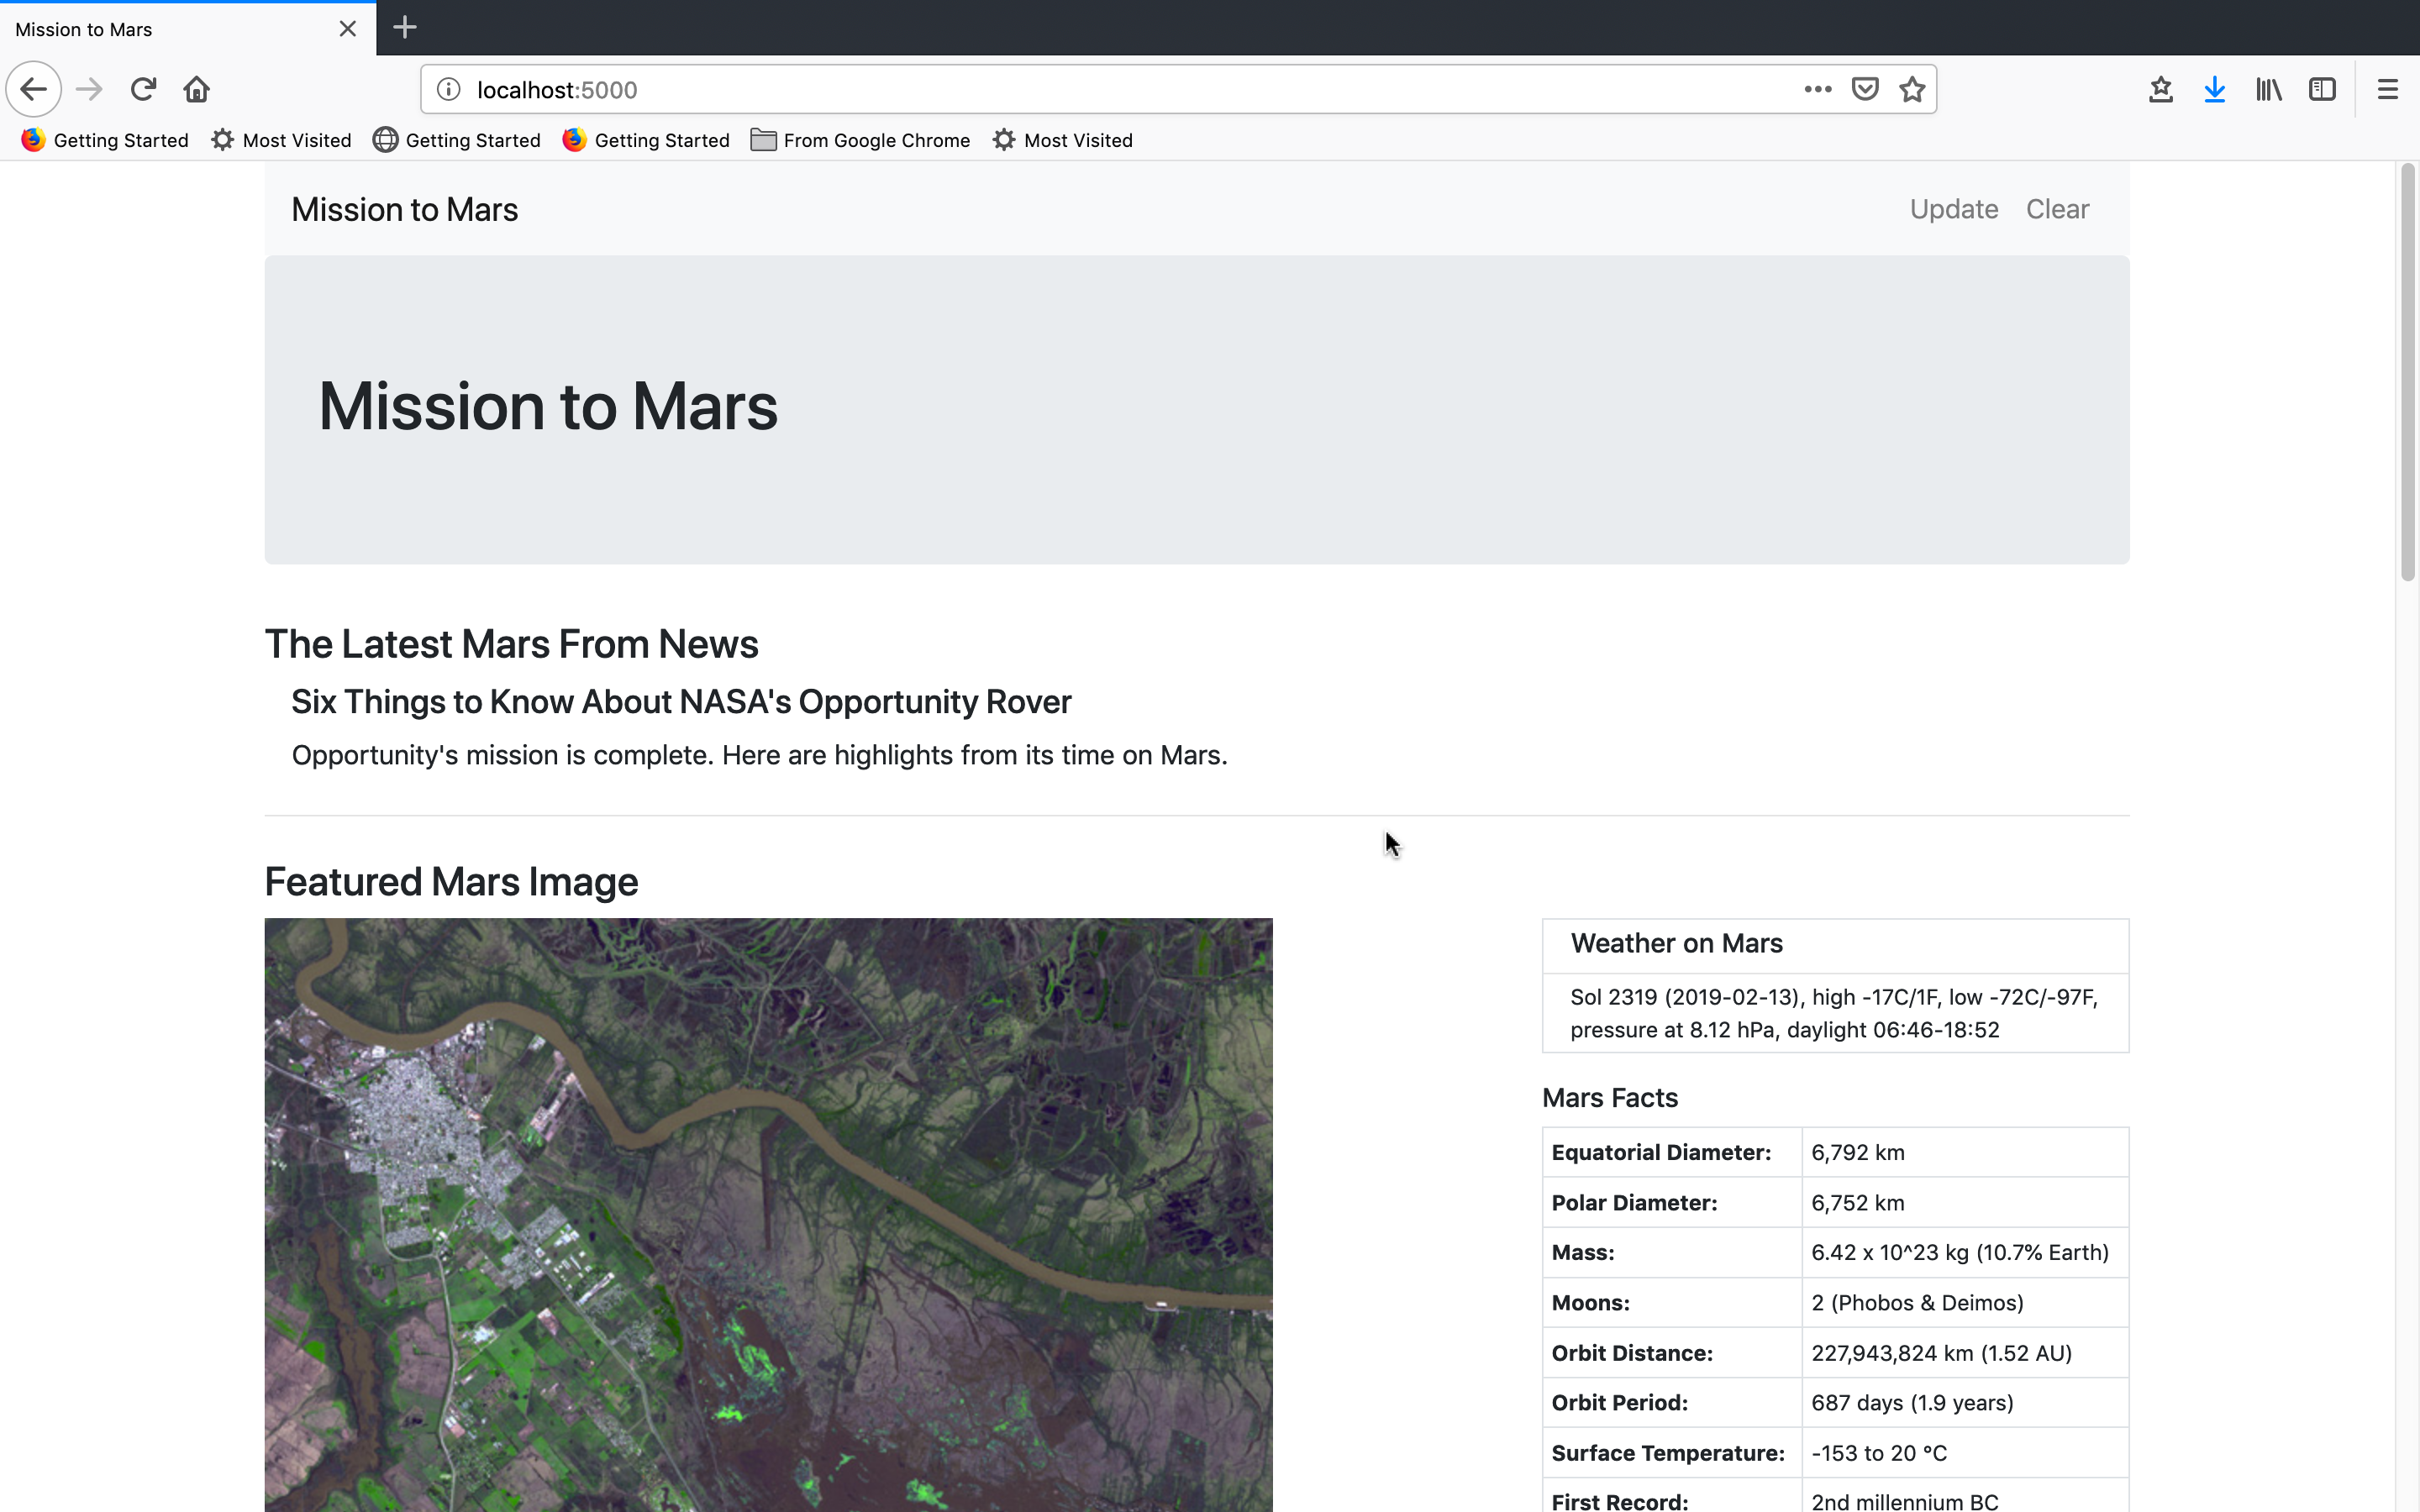 Mission to Mars
localhost:5000
Getting Started Most Visited Getting Started Getting Started From Google Chrome Most Visited
Mission to Mars Update Clear
Mission to Mars
The Latest Mars From News
Six Things to Know About NASA's Opportunity Rover
Opportunity's mission is complete. Here are highlights from its time on Mars.
Featured Mars Image
Weather on Mars
Sol 2319 (2019-02-13), high -17C/1F, low -72C/-97F,
pressure at 8.12 hPa, daylight 06:46-18:52
Mars Facts
Equatorial Diameter: 6,792 km
Polar Diameter: 6,752 km
Mass: 6.42 x 10^23 kg (10.7% Earth)
Moons: 2 (Phobos & Deimos)
Orbit Distance: 227,943,824 km (1.52 AU)
Orbit Period: 687 days (1.9 years)
Surface Temperature: -153 to 20 °C
First Record: 2nd millennium BC